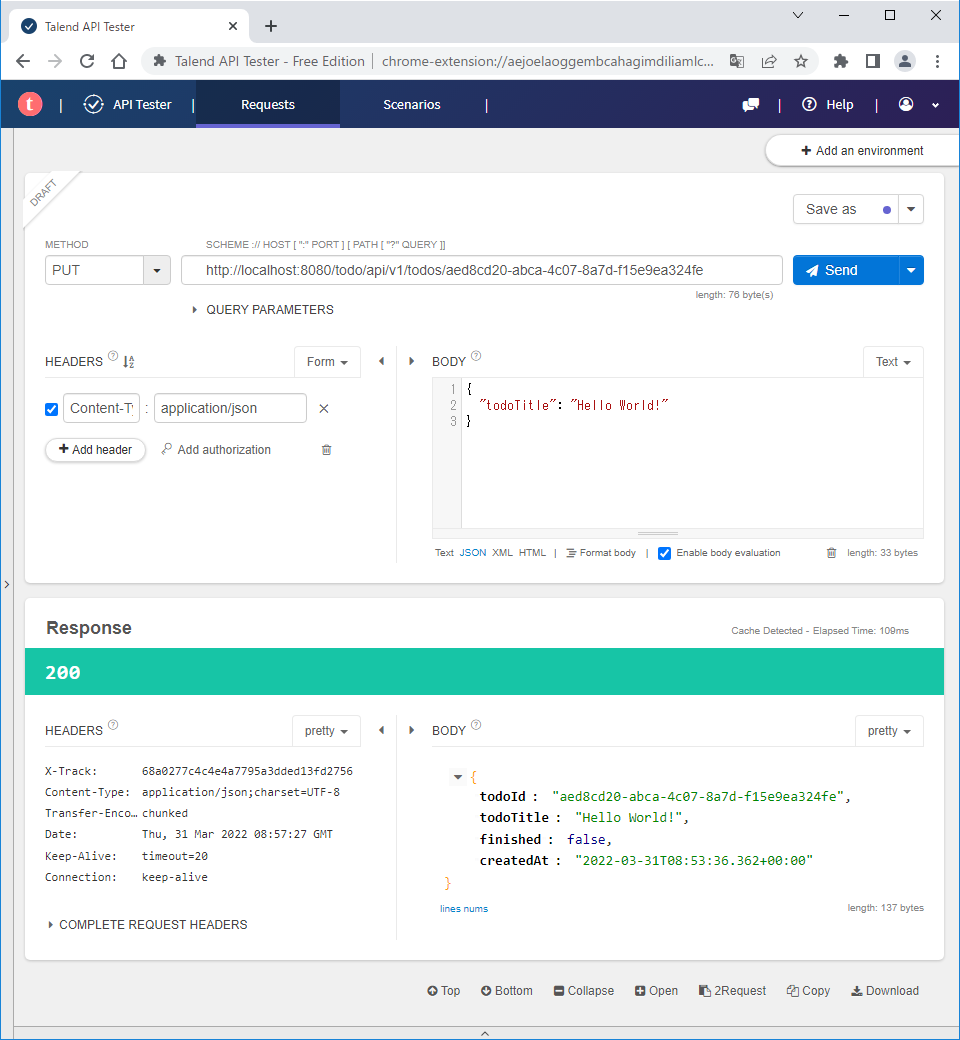 Talend API Tester
Talend API Tester - Free Edition | chrome-extension://aejoelaoggembcahagimdiliamlc...
t | API Tester | Requests Scenarios | | Help |
+ Add an environment
DRAFT
Save as
METHOD SCHEME :// HOST [ ":" PORT ] [ PATH [ "?" QUERY ]]
PUT http://localhost:8080/todo/api/v1/todos/aed8cd20-abca-4c07-8a7d-f15e9ea324fe Send
length: 76 byte(s)
QUERY PARAMETERS
HEADERS ? Form BODY ? Text
Content-Ty : application/json ×
+ Add header Add authorization
1 {
2 "todoTitle": "Hello World!"
3 }
Text JSON XML HTML | Format body | Enable body evaluation length: 33 bytes
Response
Cache Detected - Elapsed Time: 109ms
200
HEADERS ? pretty BODY ? pretty
X-Track: 68a0277c4c4e4a7795a3dded13fd2756
Content-Type: application/json;charset=UTF-8
Transfer-Enco... chunked
Date: Thu, 31 Mar 2022 08:57:27 GMT
Keep-Alive: timeout=20
Connection: keep-alive
COMPLETE REQUEST HEADERS
{
todoId : "aed8cd20-abca-4c07-8a7d-f15e9ea324fe",
todoTitle : "Hello World!",
finished : false,
createdAt : "2022-03-31T08:53:36.362+00:00"
}
lines nums length: 137 bytes
Top Bottom Collapse Open 2Request Copy Download